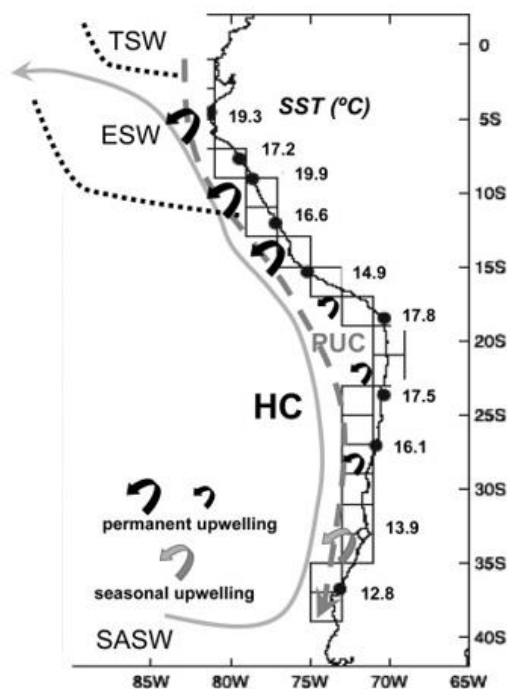 TSW
0
SST (ºC)
ESW
19.3
5S
17.2
19.9
10S
16.6
14.9
15S
17.8
PUC
20S
HC
17.5
25S
16.1
30S
permanent upwelling
13.9
35S
seasonal upwelling
12.8
SASW
40S
85W 80W 75W 70W 65W